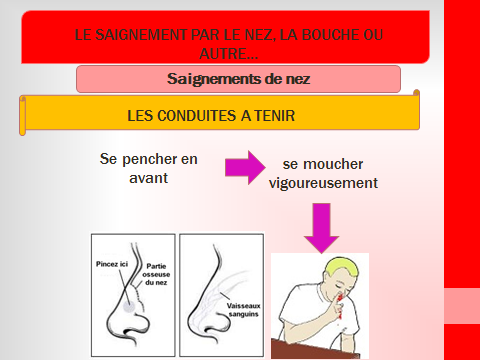 LE SAIGNEMENT PAR LE NEZ, LA BOUCHE OU
AUTRE...
Saignements de nez
LES CONDUITES A TENIR
Se pencher en
avant
se moucher
vigoureusement
Pincez ici
Partie
osseuse
du nez
Vaisseaux
sanguins